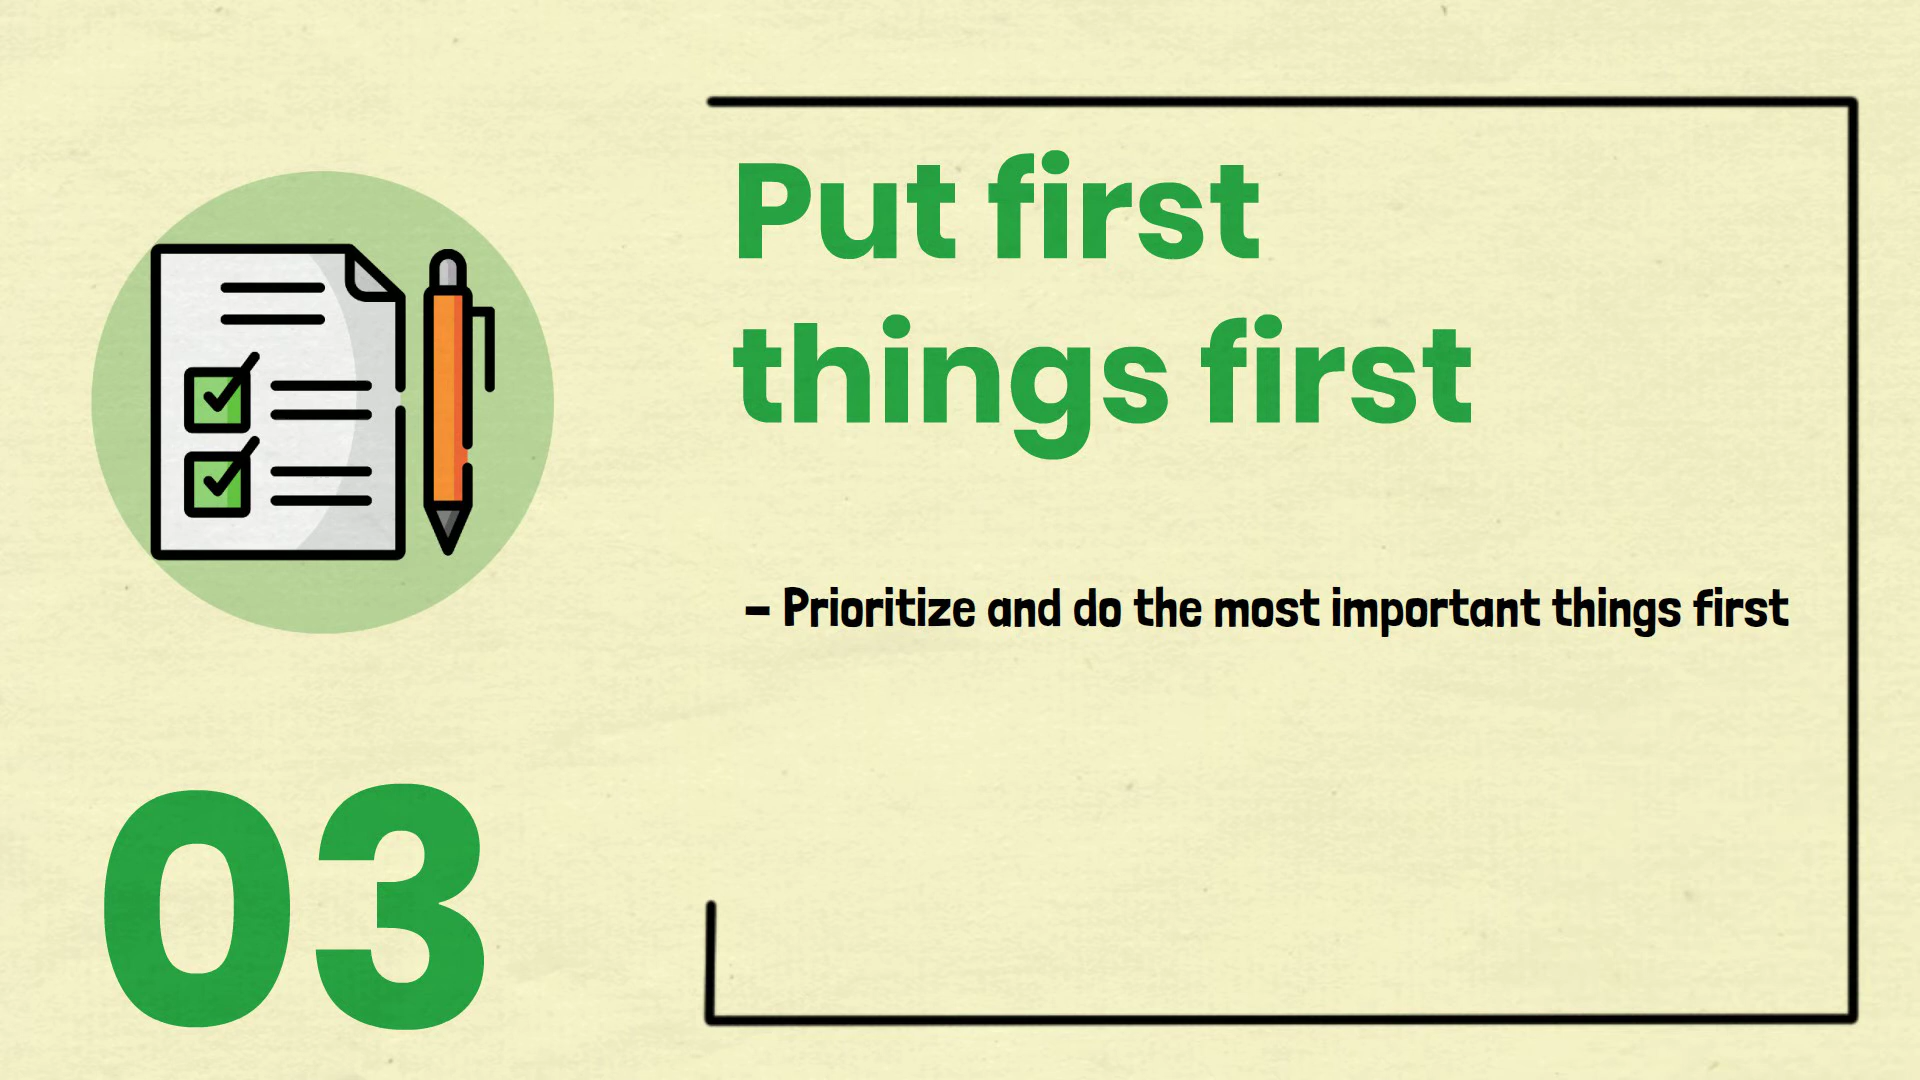 Put first
things first
– Prioritize and do the most important things first
03